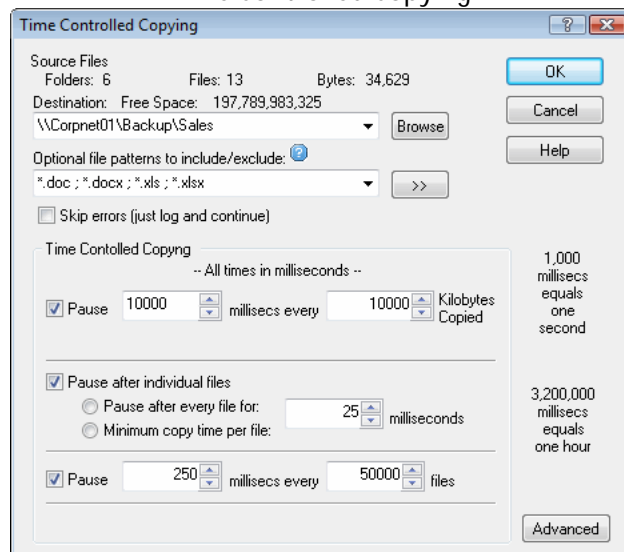 Time Controlled Copying
Source Files
Folders: 6 Files: 13 Bytes: 34,629
Destination: Free Space: 197,789,983,325
\\Corpnet01\Backup\Sales
Browse
Optional file patterns to include/exclude:
*.doc ; *.docx ; *.xls ; *.xlsx
>>
Skip errors (just log and continue)
OK
Cancel
Help
Time Contolled Copyng
-- All times in milliseconds --
Pause 10000 millisecs every 10000 Kilobytes Copied
Pause after individual files
Pause after every file for:
Minimum copy time per file:
25 milliseconds
Pause 250 millisecs every 50000 files
1,000
millisecs
equals
one
second
3,200,000
millisecs
equals
one hour
Advanced